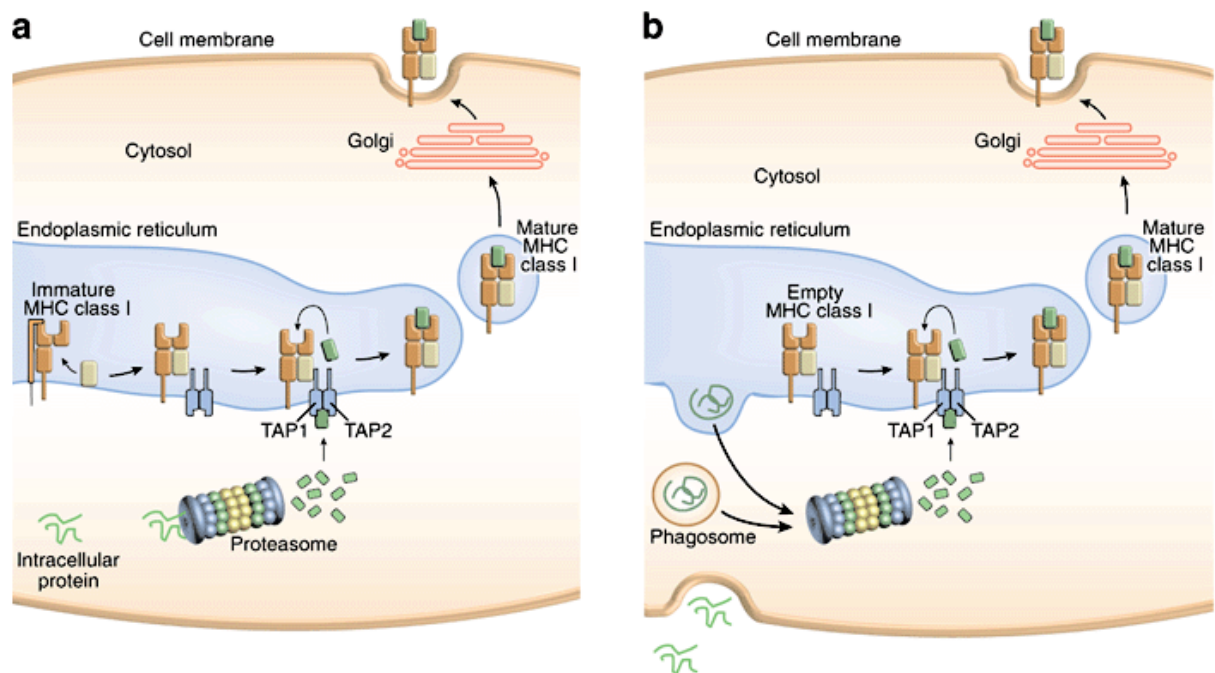 a
Cell membrane
Golgi
Cytosol
Endoplasmic reticulum
Mature
MHC
class I
Immature
MHC class I
TAP1
TAP2
Proteasome
Intracellular
protein
b
Cell membrane
Golgi
Cytosol
Endoplasmic reticulum
Mature
MHC
class I
Empty
MHC class I
TAP1
TAP2
Phagosome